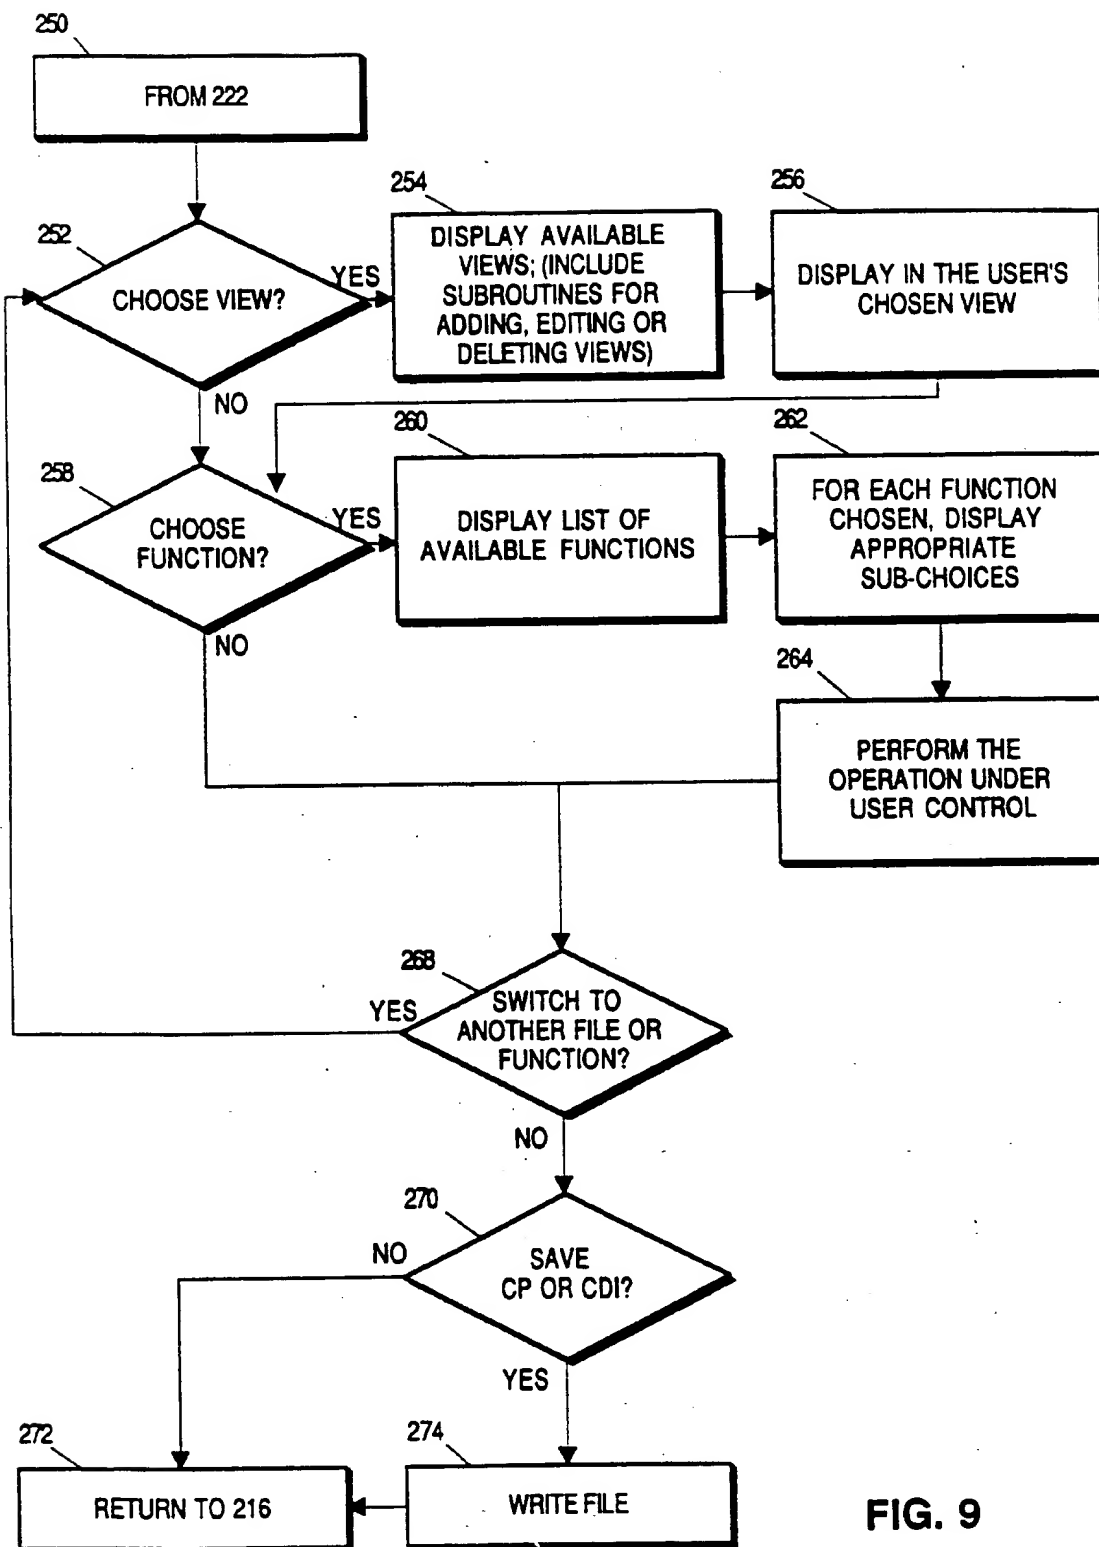 250
FROM 222
252
CHOOSE VIEW?
YES
NO
254
DISPLAY AVAILABLE
VIEWS; (INCLUDE
SUBROUTINES FOR
ADDING, EDITING OR
DELETING VIEWS)
256
DISPLAY IN THE USER'S
CHOSEN VIEW
258
CHOOSE
FUNCTION?
YES
NO
260
DISPLAY LIST OF
AVAILABLE FUNCTIONS
262
FOR EACH FUNCTION
CHOSEN, DISPLAY
APPROPRIATE
SUB-CHOICES
264
PERFORM THE
OPERATION UNDER
USER CONTROL
268
YES
SWITCH TO
ANOTHER FILE OR
FUNCTION?
NO
270
NO
SAVE
CP OR CDI?
YES
272
RETURN TO 216
274
WRITE FILE
FIG. 9